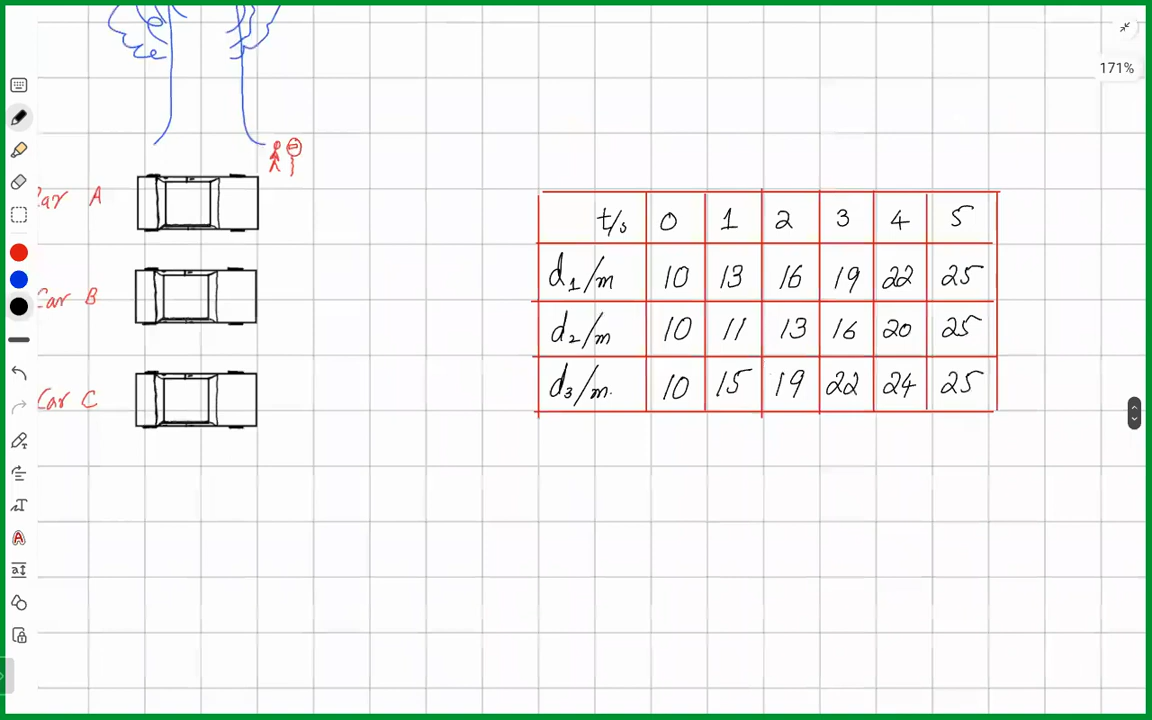 171%
Car A
Car B
Car C
t/s 0 1 2 3 4 5
d₁/m 10 13 16 19 22 25
d₂/m 10 11 13 16 20 25
d₃/m. 10 15 19 22 24 25